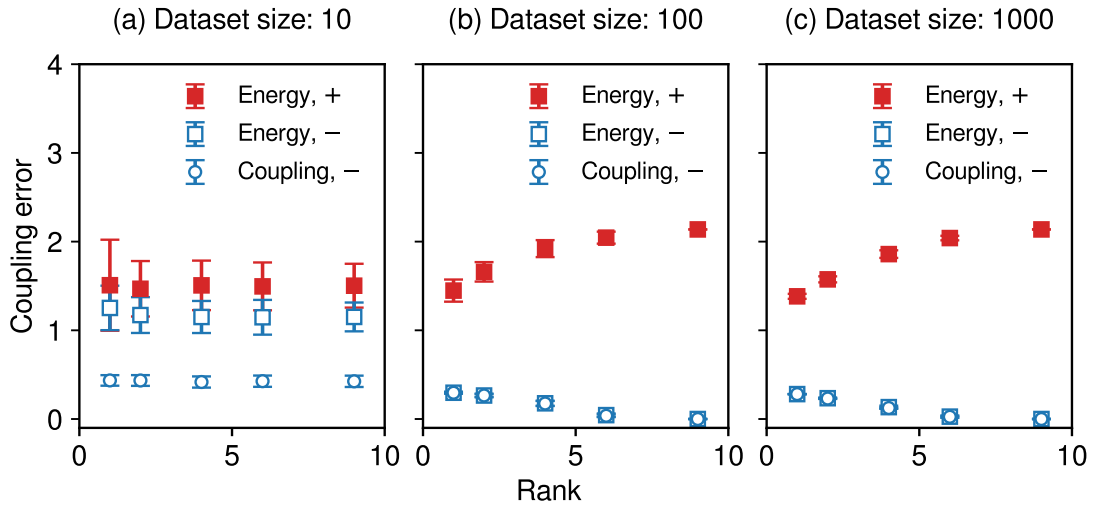 (a) Dataset size: 10
(b) Dataset size: 100
(c) Dataset size: 1000
Coupling error
4
3
2
1
0
Energy, +
Energy, −
Coupling, −
Energy, +
Energy, −
Coupling, −
Energy, +
Energy, −
Coupling, −
0 5 10
0 5 10
0 5 10
Rank